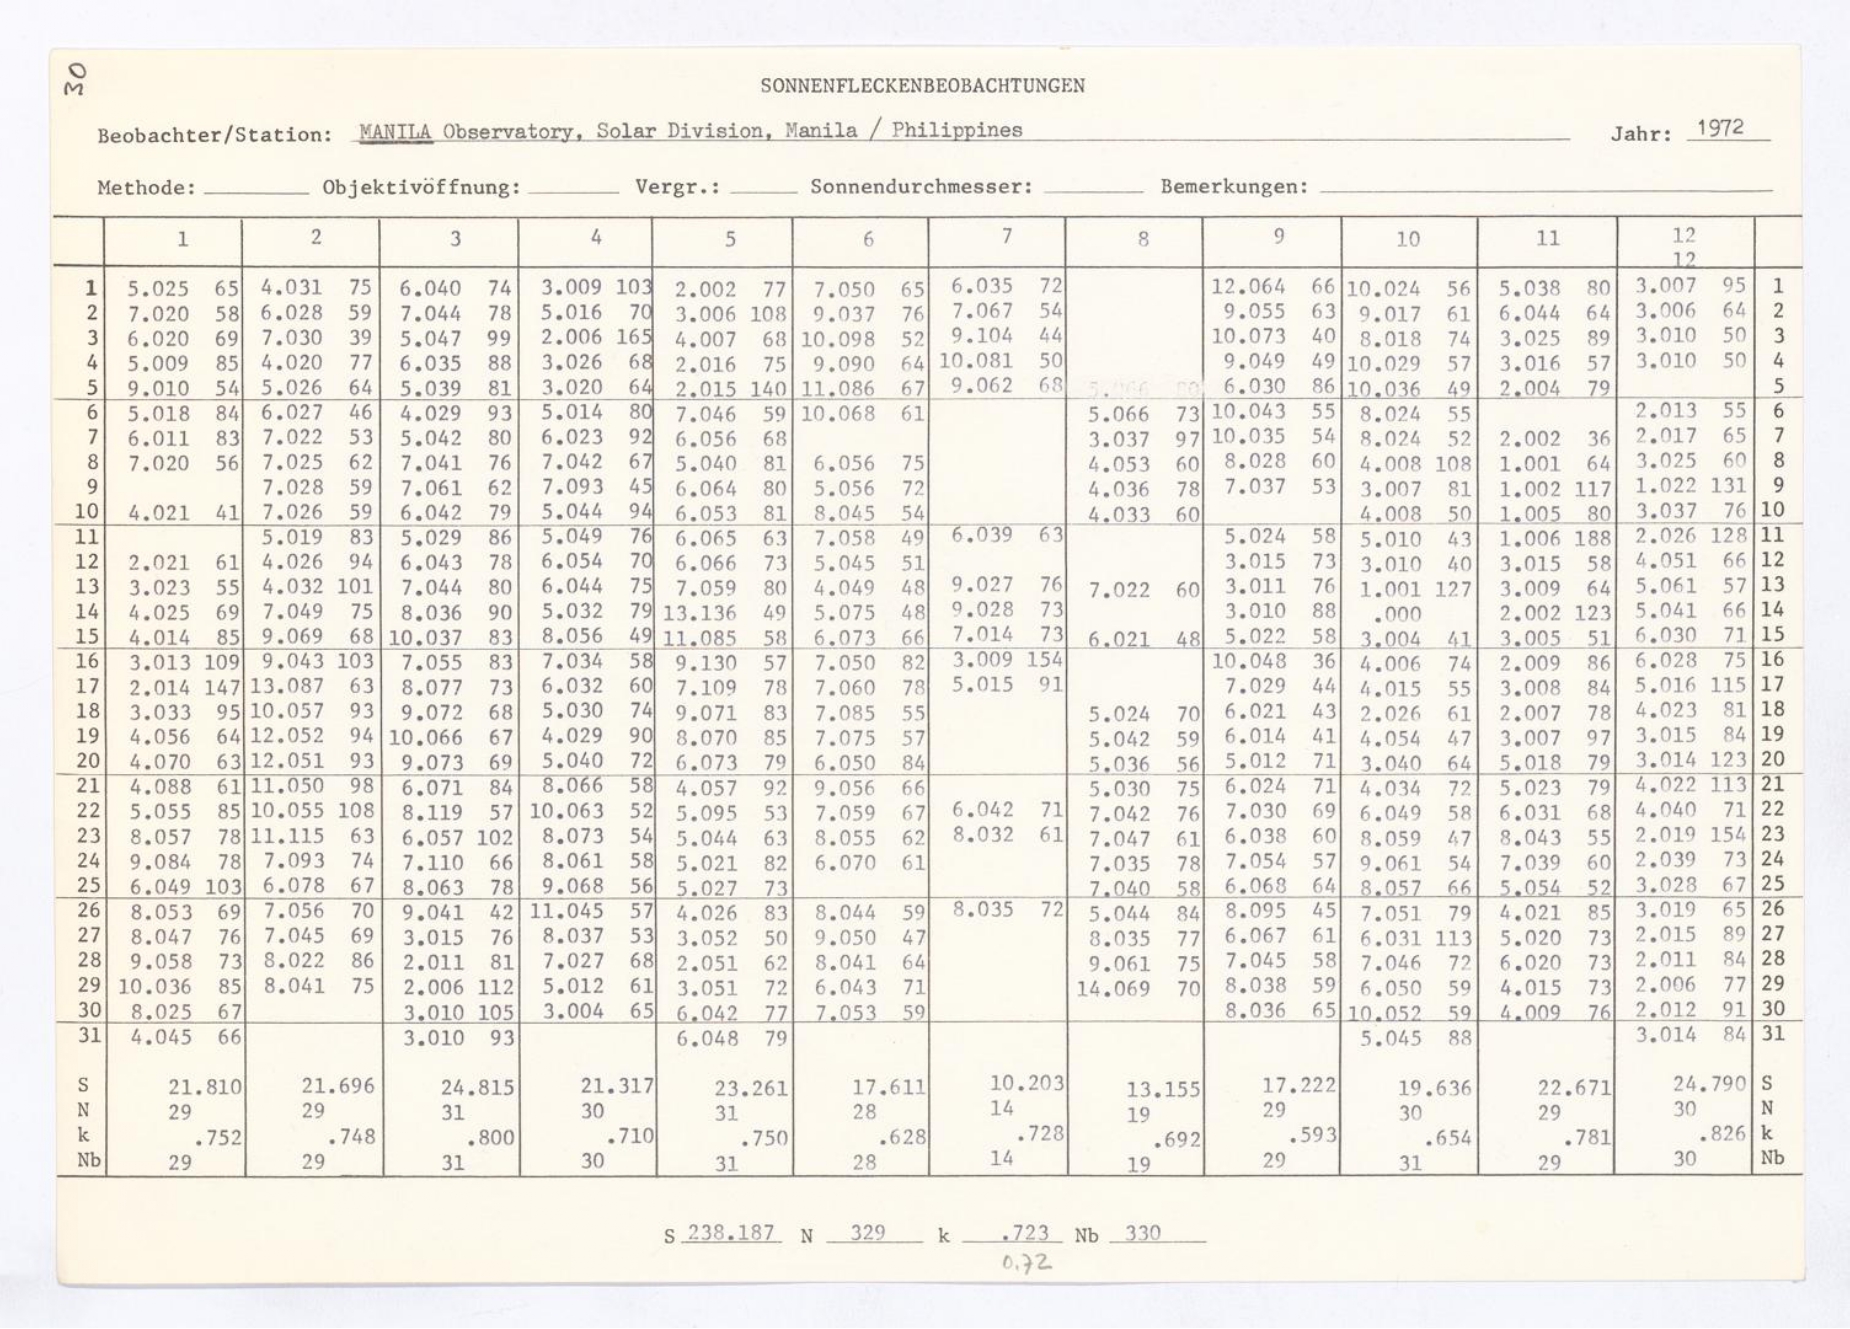 30
SONNENFLECKENBEOBACHTUNGEN
Beobachter/Station: MANILA Observatory, Solar Division, Manila / Philippines Jahr: 1972
Methode: Objektivöffnung: Vergr.: Sonnendurchmesser: Bemerkungen:
1 2 3 4 5 6 7 8 9 10 11 12
12
1 5.025 65 4.031 75 6.040 74 3.009 103 2.002 77 7.050 65 6.035 72 12.064 66 10.024 56 5.038 80 3.007 95 1
2 7.020 58 6.028 59 7.044 78 5.016 70 3.006 108 9.037 76 7.067 54 9.055 63 9.017 61 6.044 64 3.006 64 2
3 6.020 69 7.030 39 5.047 99 2.006 165 4.007 68 10.098 52 9.104 44 10.073 40 8.018 74 3.025 89 3.010 50 3
4 5.009 85 4.020 77 6.035 88 3.026 68 2.016 75 9.090 64 10.081 50 9.049 49 10.029 57 3.016 57 3.010 50 4
5 9.010 54 5.026 64 5.039 81 3.020 64 2.015 140 11.086 67 9.062 68 6.030 86 10.036 49 2.004 79 5
6 5.018 84 6.027 46 4.029 93 5.014 80 7.046 59 10.068 61 5.066 73 10.043 55 8.024 55 2.013 55 6
7 6.011 83 7.022 53 5.042 80 6.023 92 6.056 68 3.037 97 10.035 54 8.024 52 2.002 36 2.017 65 7
8 7.020 56 7.025 62 7.041 76 7.042 67 5.040 81 6.056 75 4.053 60 8.028 60 4.008 108 1.001 64 3.025 60 8
9 7.028 59 7.061 62 7.093 45 6.064 80 5.056 72 4.036 78 7.037 53 3.007 81 1.002 117 1.022 131 9
10 4.021 41 7.026 59 6.042 79 5.044 94 6.053 81 8.045 54 4.033 60 4.008 50 1.005 80 3.037 76 10
11 5.019 83 5.029 86 5.049 76 6.065 63 7.058 49 6.039 63 5.024 58 5.010 43 1.006 188 2.026 128 11
12 2.021 61 4.026 94 6.043 78 6.054 70 6.066 73 5.045 51 3.015 73 3.010 40 3.015 58 4.051 66 12
13 3.023 55 4.032 101 7.044 80 6.044 75 7.059 80 4.049 48 9.027 76 7.022 60 3.011 76 1.001 127 3.009 64 5.061 57 13
14 4.025 69 7.049 75 8.036 90 5.032 79 13.136 49 5.075 48 9.028 73 3.010 88 .000 2.002 123 5.041 66 14
15 4.014 85 9.069 68 10.037 83 8.056 49 11.085 58 6.073 66 7.014 73 6.021 48 5.022 58 3.004 41 3.005 51 6.030 71 15
16 3.013 109 9.043 103 7.055 83 7.034 58 9.130 57 7.050 82 3.009 154 10.048 36 4.006 74 2.009 86 6.028 75 16
17 2.014 147 13.087 63 8.077 73 6.032 60 7.109 78 7.060 78 5.015 91 7.029 44 4.015 55 3.008 84 5.016 115 17
18 3.033 95 10.057 93 9.072 68 5.030 74 9.071 83 7.085 55 5.024 70 6.021 43 2.026 61 2.007 78 4.023 81 18
19 4.056 64 12.052 94 10.066 67 4.029 90 8.070 85 7.075 57 5.042 59 6.014 41 4.054 47 3.007 97 3.015 84 19
20 4.070 63 12.051 93 9.073 69 5.040 72 6.073 79 6.050 84 5.036 56 5.012 71 3.040 64 5.018 79 3.014 123 20
21 4.088 61 11.050 98 6.071 84 8.066 58 4.057 92 9.056 66 5.030 75 6.024 71 4.034 72 5.023 79 4.022 113 21
22 5.055 85 10.055 108 8.119 57 10.063 52 5.095 53 7.059 67 6.042 71 7.042 76 7.030 69 6.049 58 6.031 68 4.040 71 22
23 8.057 78 11.115 63 6.057 102 8.073 54 5.044 63 8.055 62 8.032 61 7.047 61 6.038 60 8.059 47 8.043 55 2.019 154 23
24 9.084 78 7.093 74 7.110 66 8.061 58 5.021 82 6.070 61 7.035 78 7.054 57 9.061 54 7.039 60 2.039 73 24
25 6.049 103 6.078 67 8.063 78 9.068 56 5.027 73 7.040 58 6.068 64 8.057 66 5.054 52 3.028 67 25
26 8.053 69 7.056 70 9.041 42 11.045 57 4.026 83 8.044 59 8.035 72 5.044 84 8.095 45 7.051 79 4.021 85 3.019 65 26
27 8.047 76 7.045 69 3.015 76 8.037 53 3.052 50 9.050 47 8.035 77 6.067 61 6.031 113 5.020 73 2.015 89 27
28 9.058 73 8.022 86 2.011 81 7.027 68 2.051 62 8.041 64 9.061 75 7.045 58 7.046 72 6.020 73 2.011 84 28
29 10.036 85 8.041 75 2.006 112 5.012 61 3.051 72 6.043 71 14.069 70 8.038 59 6.050 59 4.015 73 2.006 77 29
30 8.025 67 3.010 105 3.004 65 6.042 77 7.053 59 8.036 65 10.052 59 4.009 76 2.012 91 30
31 4.045 66 3.010 93 6.048 79 5.045 88 3.014 84 31
S 21.810 21.696 24.815 21.317 23.261 17.611 10.203 13.155 17.222 19.636 22.671 24.790 S
N 29 29 31 30 31 28 14 19 29 30 29 30 N
k .752 .748 .800 .710 .750 .628 .728 .692 .593 .654 .781 .826 k
Nb 29 29 31 30 31 28 14 19 29 31 29 30 Nb
S 238.187 N 329 k .723 Nb 330
0,72